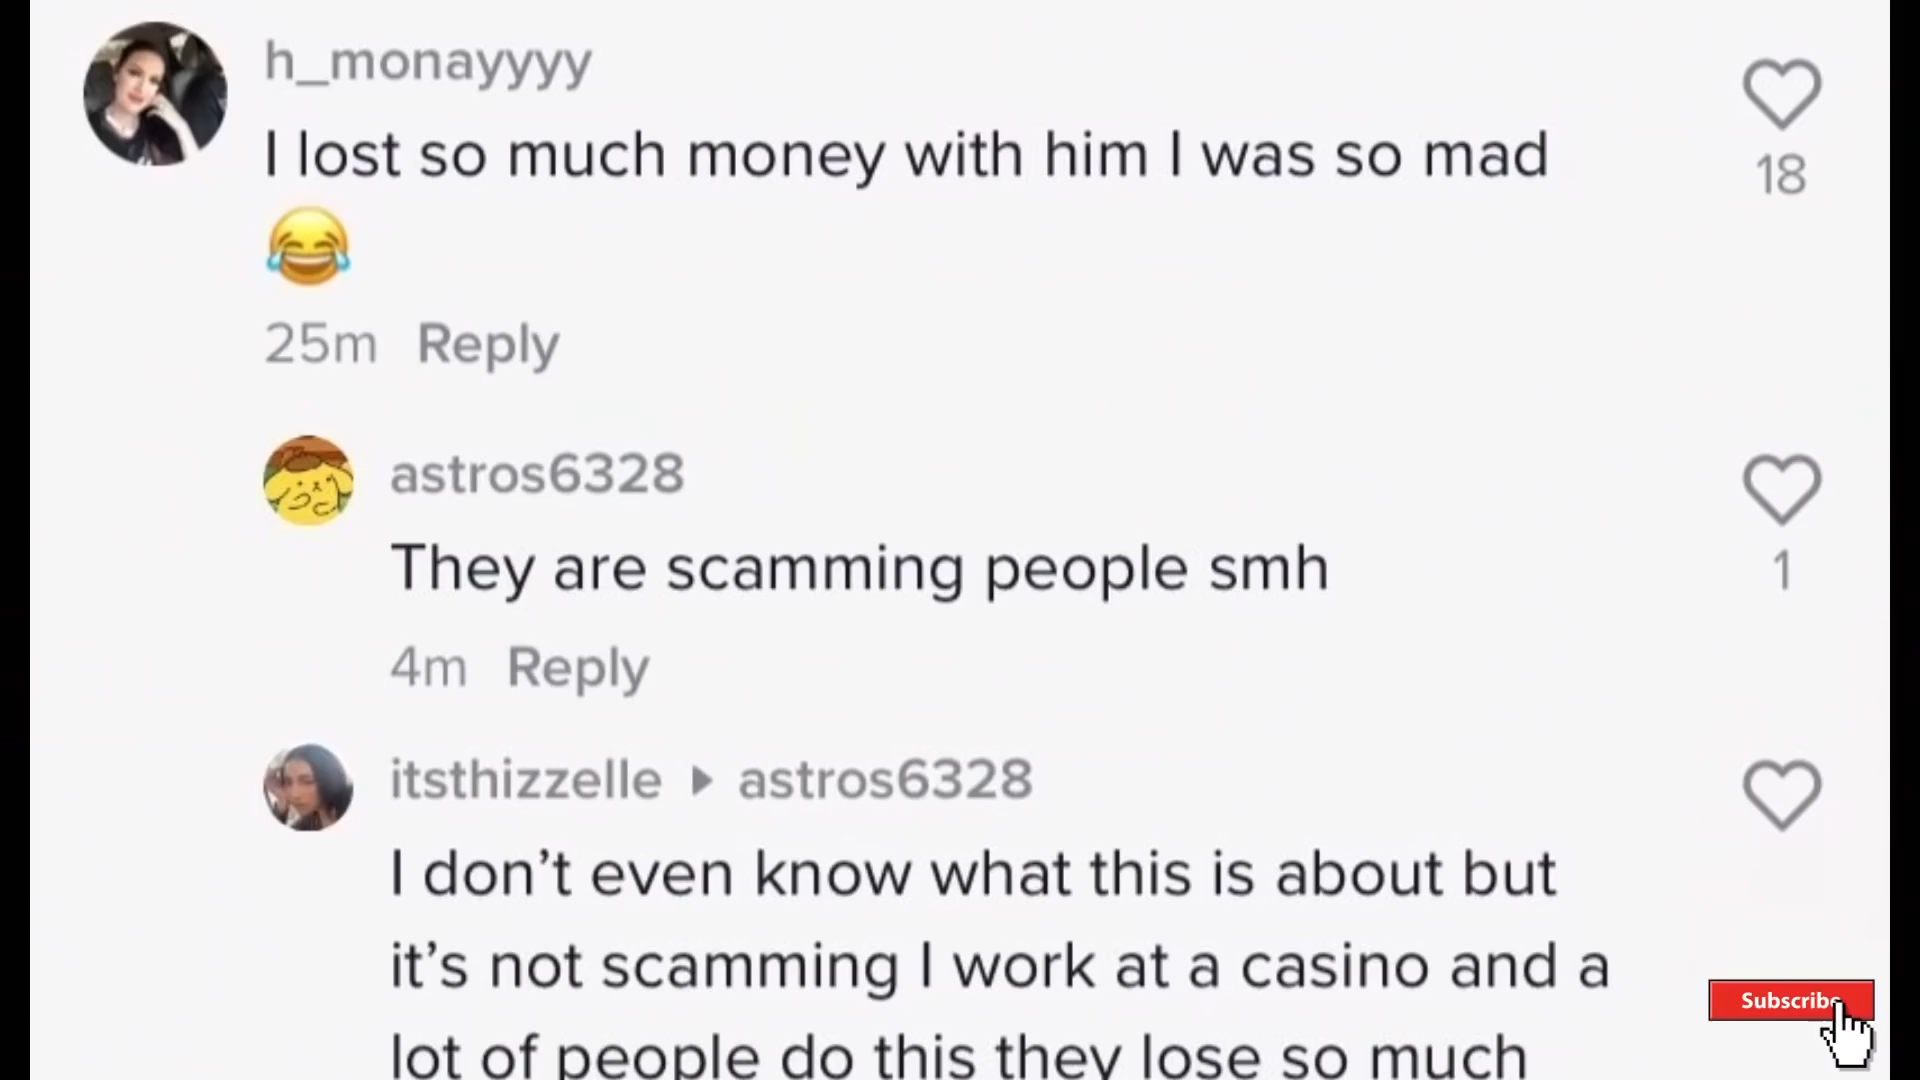 h_monayyyy
I lost so much money with him I was so mad
😂
18
25m Reply
astros6328
They are scamming people smh
1
4m Reply
itsthizzelle ▸ astros6328
I don’t even know what this is about but
it’s not scamming I work at a casino and a
lot of people do this they lose so much
Subscribe